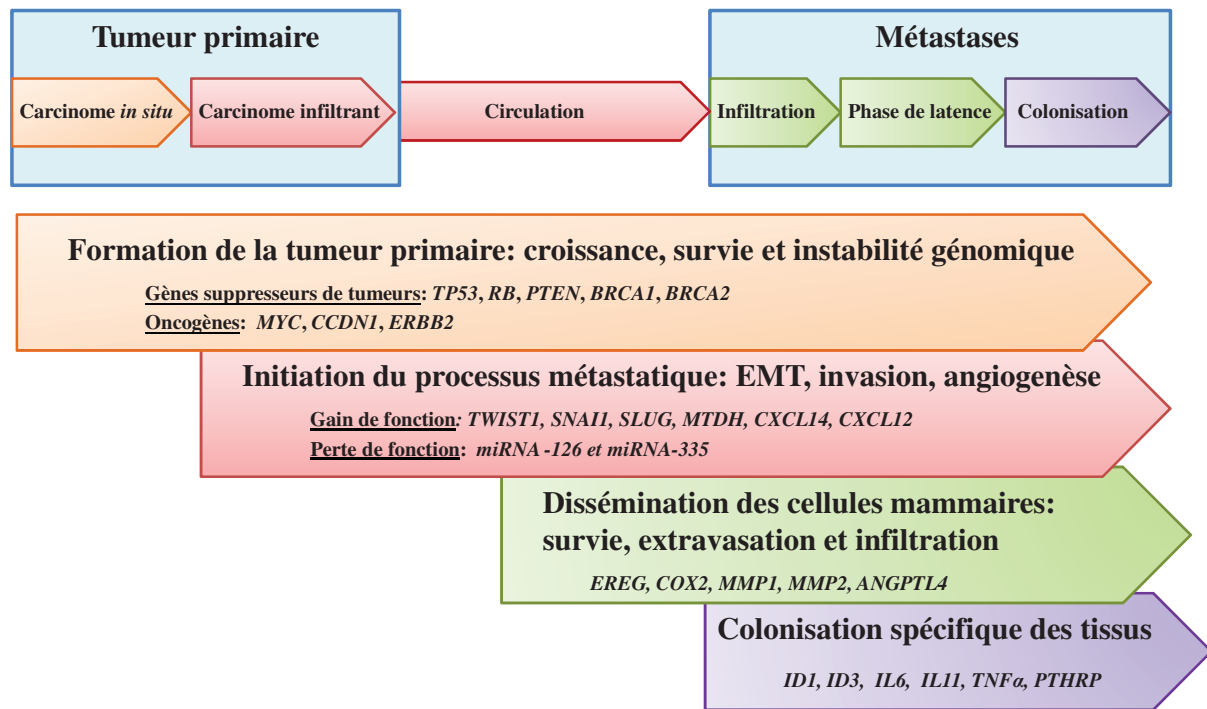 Tumeur primaire
Métastases
Carcinome in situ
Carcinome infiltrant
Circulation
Infiltration
Phase de latence
Colonisation
Formation de la tumeur primaire: croissance, survie et instabilité génomique
Gènes suppresseurs de tumeurs: TP53, RB, PTEN, BRCA1, BRCA2
Oncogènes: MYC, CCDN1, ERBB2
Initiation du processus métastatique: EMT, invasion, angiogenèse
Gain de fonction: TWIST1, SNAI1, SLUG, MTDH, CXCL14, CXCL12
Perte de fonction: miRNA -126 et miRNA-335
Dissémination des cellules mammaires:
survie, extravasation et infiltration
EREG, COX2, MMP1, MMP2, ANGPTL4
Colonisation spécifique des tissus
ID1, ID3, IL6, IL11, TNFα, PTHRP